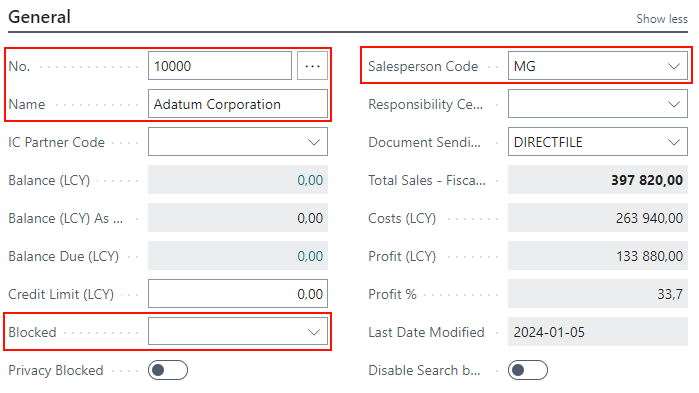 General
Show less
No.
10000
...
Name
Adatum Corporation
IC Partner Code
Balance (LCY)
0,00
Balance (LCY) As ...
0,00
Balance Due (LCY)
0,00
Credit Limit (LCY)
0,00
Blocked
Privacy Blocked
Salesperson Code
MG
Responsibility Ce...
Document Sendi...
DIRECTFILE
Total Sales - Fisca...
397 820,00
Costs (LCY)
263 940,00
Profit (LCY)
133 880,00
Profit %
33,7
Last Date Modified
2024-01-05
Disable Search b...